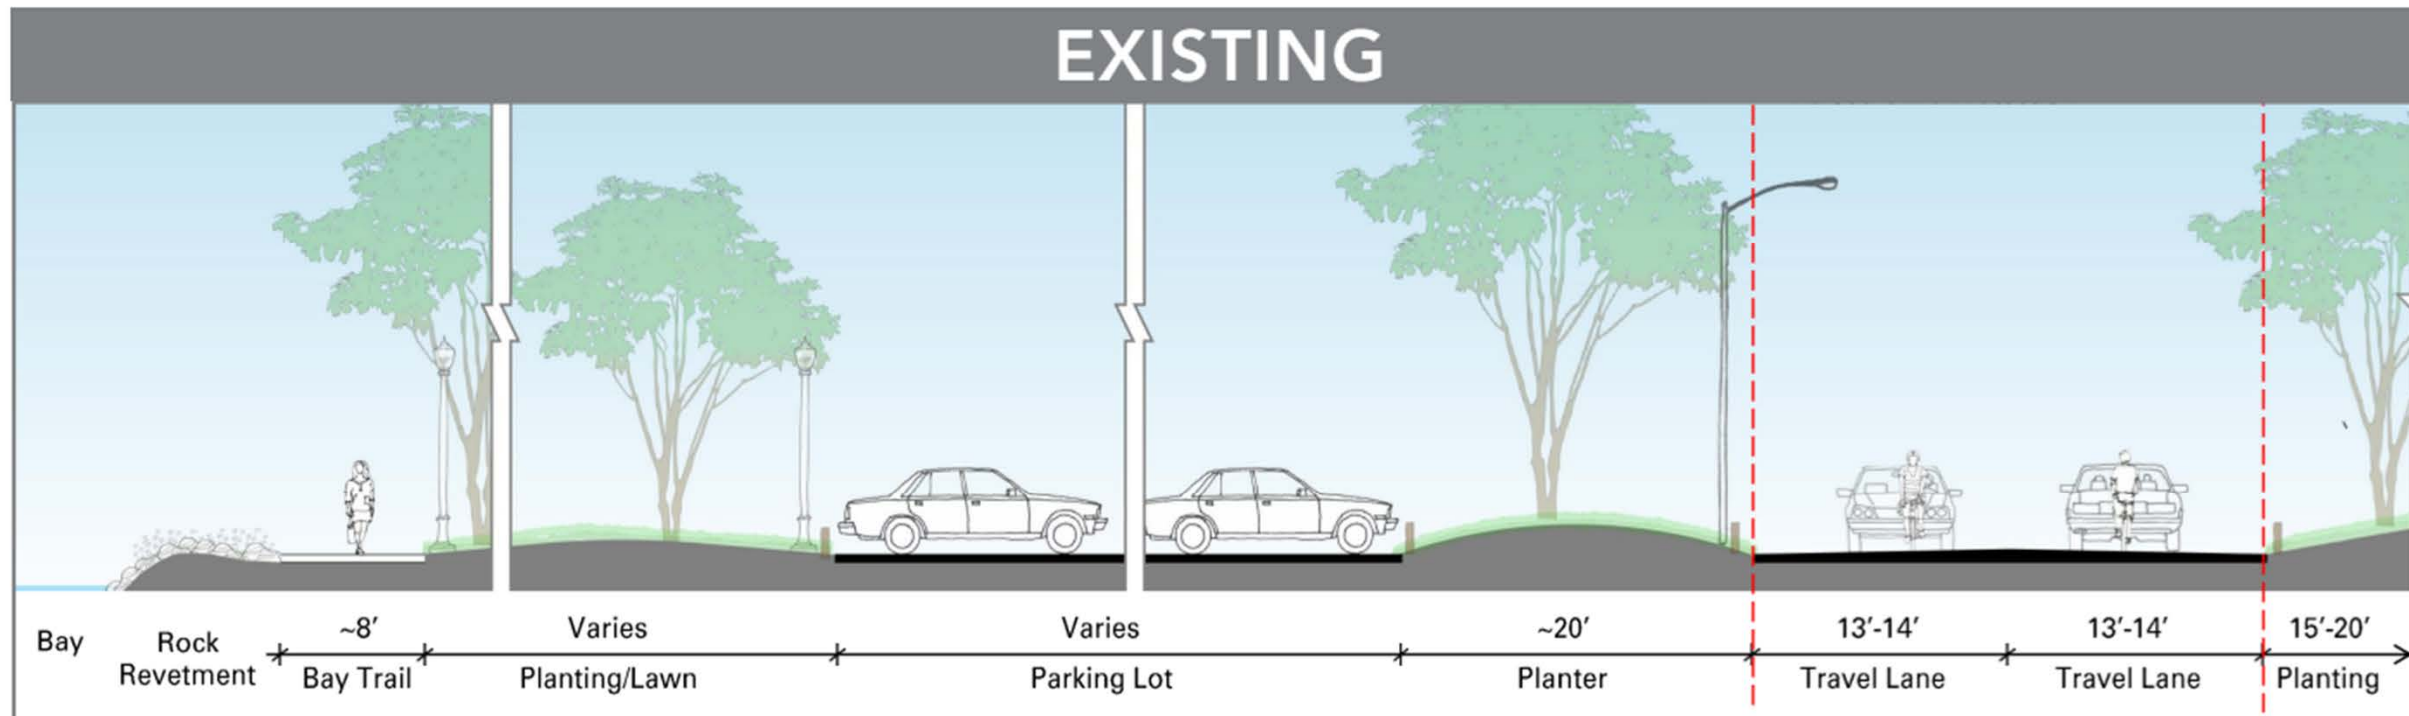 EXISTING
~8’ Varies Varies ~20’ 13’-14’ 13’-14’ 15’-20’
Bay
Rock
Revetment
Bay Trail Planting/Lawn Parking Lot Planter Travel Lane Travel Lane Planting